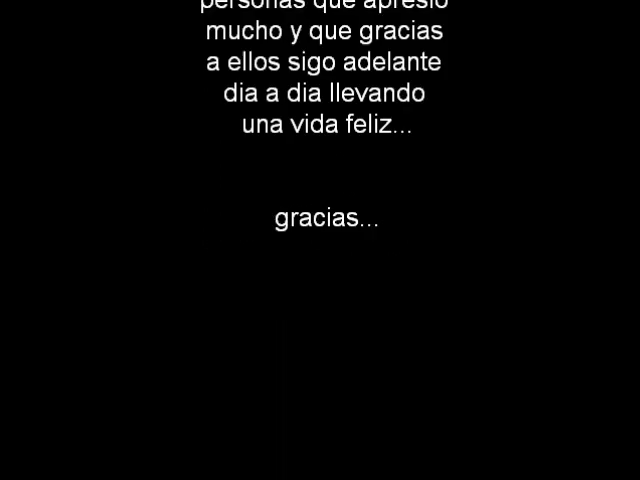 personas que apresio
mucho y que gracias
a ellos sigo adelante
dia a dia llevando
una vida feliz...
gracias...